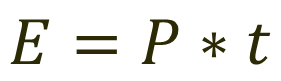 E = P * t